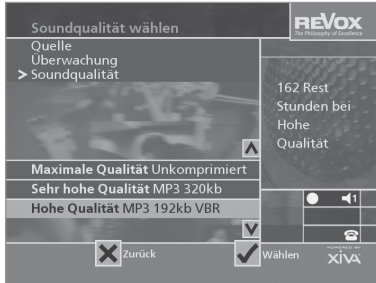 Soundqualität wählen
REVOX
The Philosophy of Excellence
Quelle
Überwachung
> Soundqualität
162 Rest
Stunden bei
Hohe
Qualität
Maximale Qualität Unkomprimiert
Sehr hohe Qualität MP3 320kb
Hohe Qualität MP3 192kb VBR
1
Zurück
Wählen
POWERED BY
XIVA